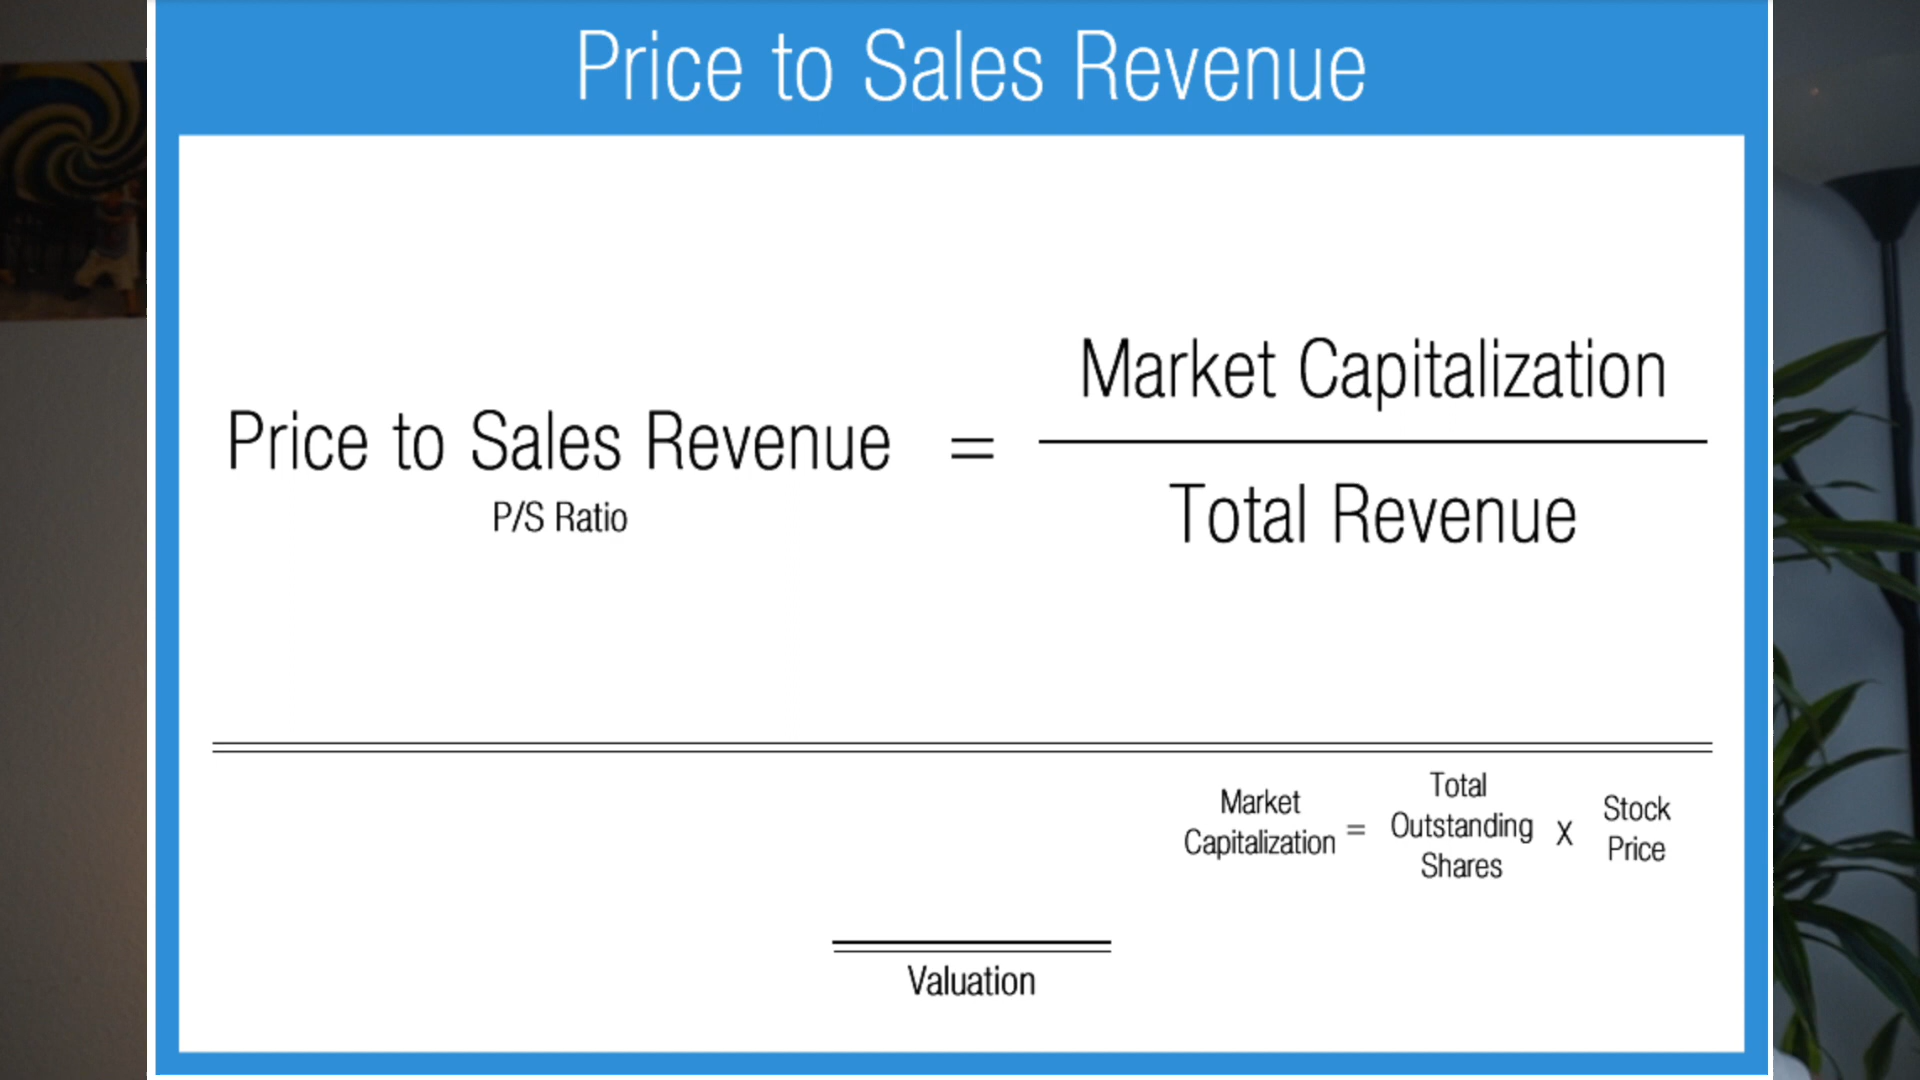 Price to Sales Revenue
Price to Sales Revenue = Market Capitalization
Total Revenue
P/S Ratio
Market Capitalization = Total Outstanding Shares X Stock Price
Valuation